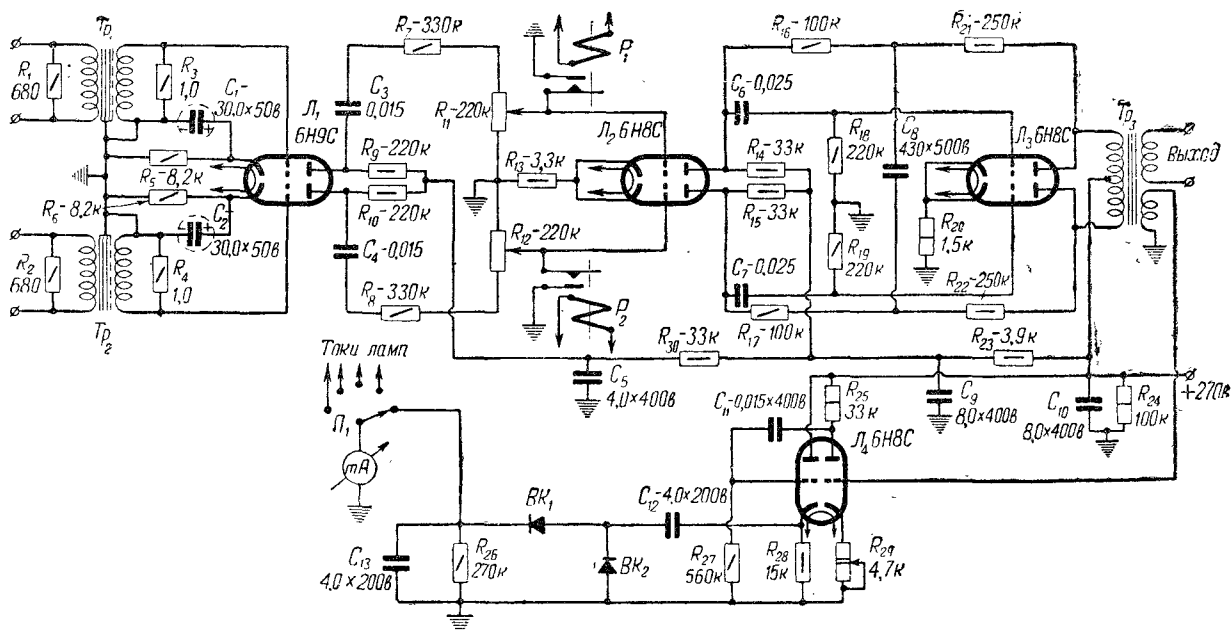 Тр₁
R₁
680
R₃
1,0
C₁-
30,0×50в
R₅-8,2к
R₆-8,2к
C₂-
30,0×50в
R₂
680
R₄
1,0
Тр₂
Л₁
6Н9С
R₇-330к
C₃
0,015
R₉-220к
R₁₀-220к
C₄-0,015
R₈-330к
R₁₁-220к
R₁₃-3,3к
R₁₂-220к
P₁
P₂
Л₂ 6Н8С
R₁₆-100к
C₆-0,025
R₁₄-33к
R₁₅-33к
C₇-0,025
R₁₇-100к
R₁₈
220к
R₁₉
220к
C₈
430×500в
R₂₁-250к
Л₃ 6Н8С
R₂₀
1,5к
R₂₂-250к
Тр₃
Выход
R₃₀-33к
R₂₃-3,9к
C₅
4,0×400в
C₉
8,0×400в
C₁₀
8,0×400в
R₂₄
100к
+270в
Токи ламп
П₁
mA
C₁₁-0,015×400в
R₂₅
33к
Л₄ 6Н8С
C₁₂-4,0×200в
ВК₁
ВК₂
C₁₃
4,0×200в
R₂₆
270к
R₂₇
560к
R₂₈
15к
R₂₉
4,7к